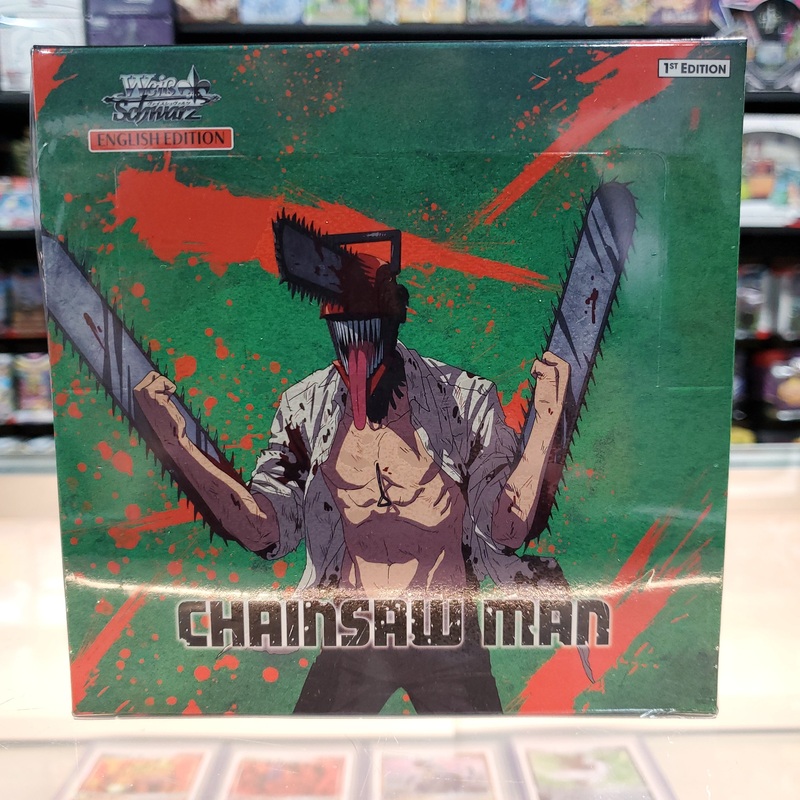 Weiß
Schwarz
1ST EDITION
ENGLISH EDITION
CHAINSAW MAN